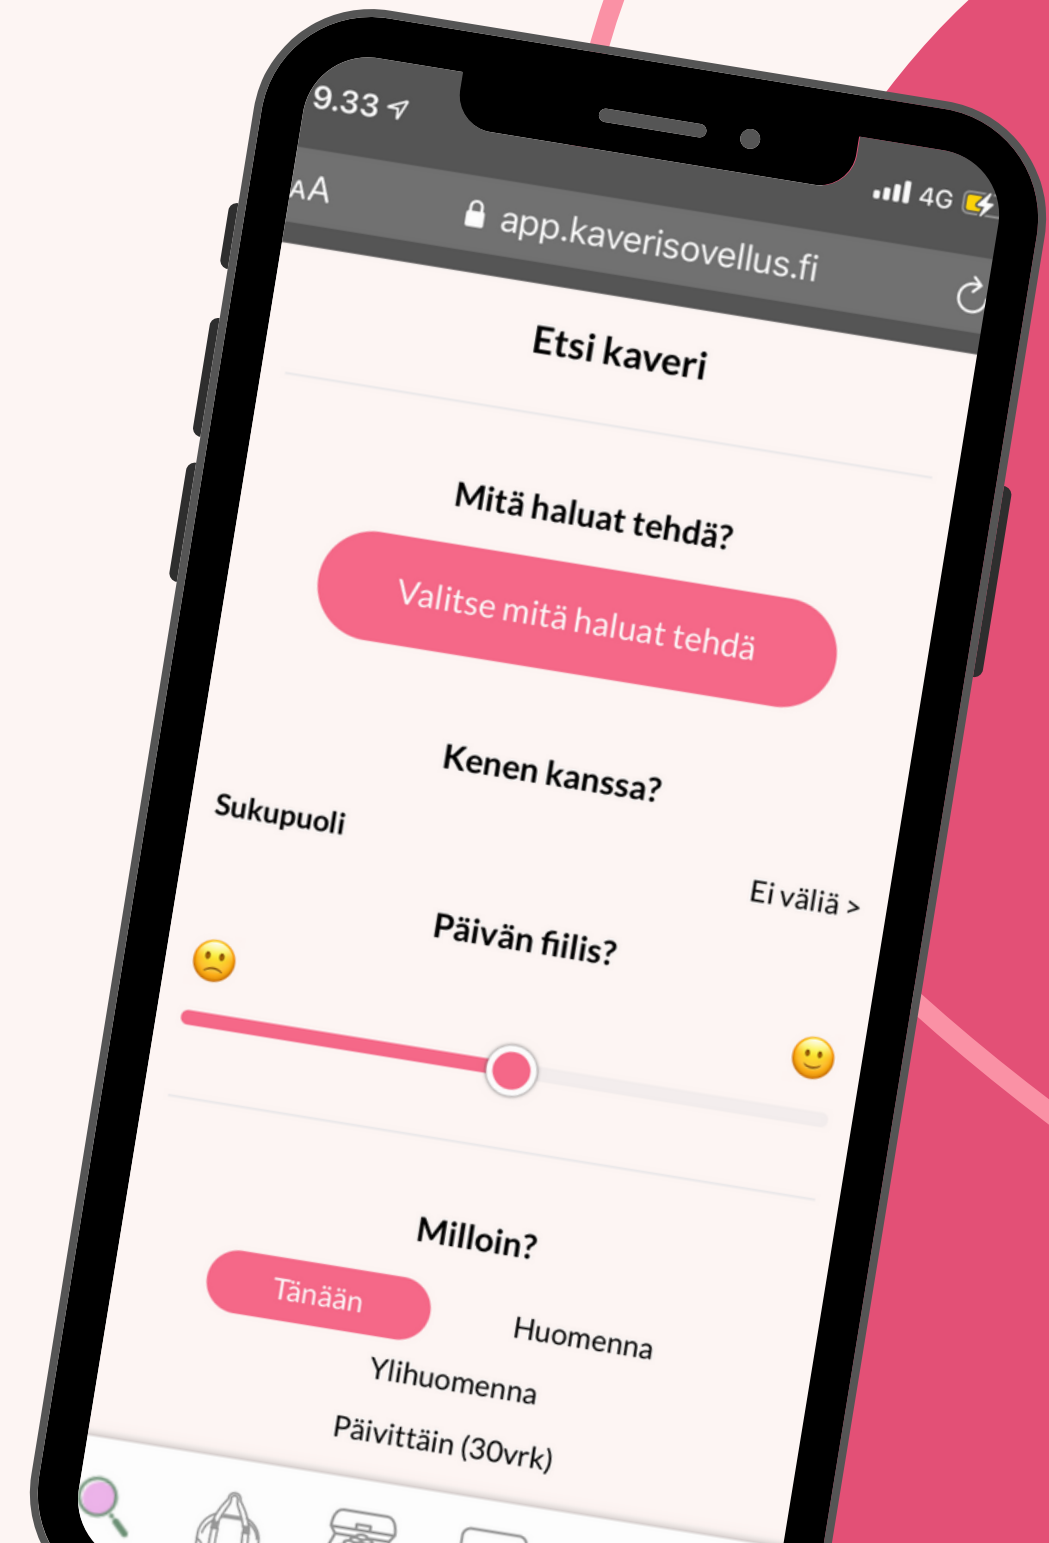 9.33
4G
AA
app.kaverisovellus.fi
Etsi kaveri
Mitä haluat tehdä?
Valitse mitä haluat tehdä
Kenen kanssa?
Sukupuoli
Ei väliä >
Päivän fiilis?
Milloin?
Tänään
Huomenna
Ylihuomenna
Päivittäin (30vrk)